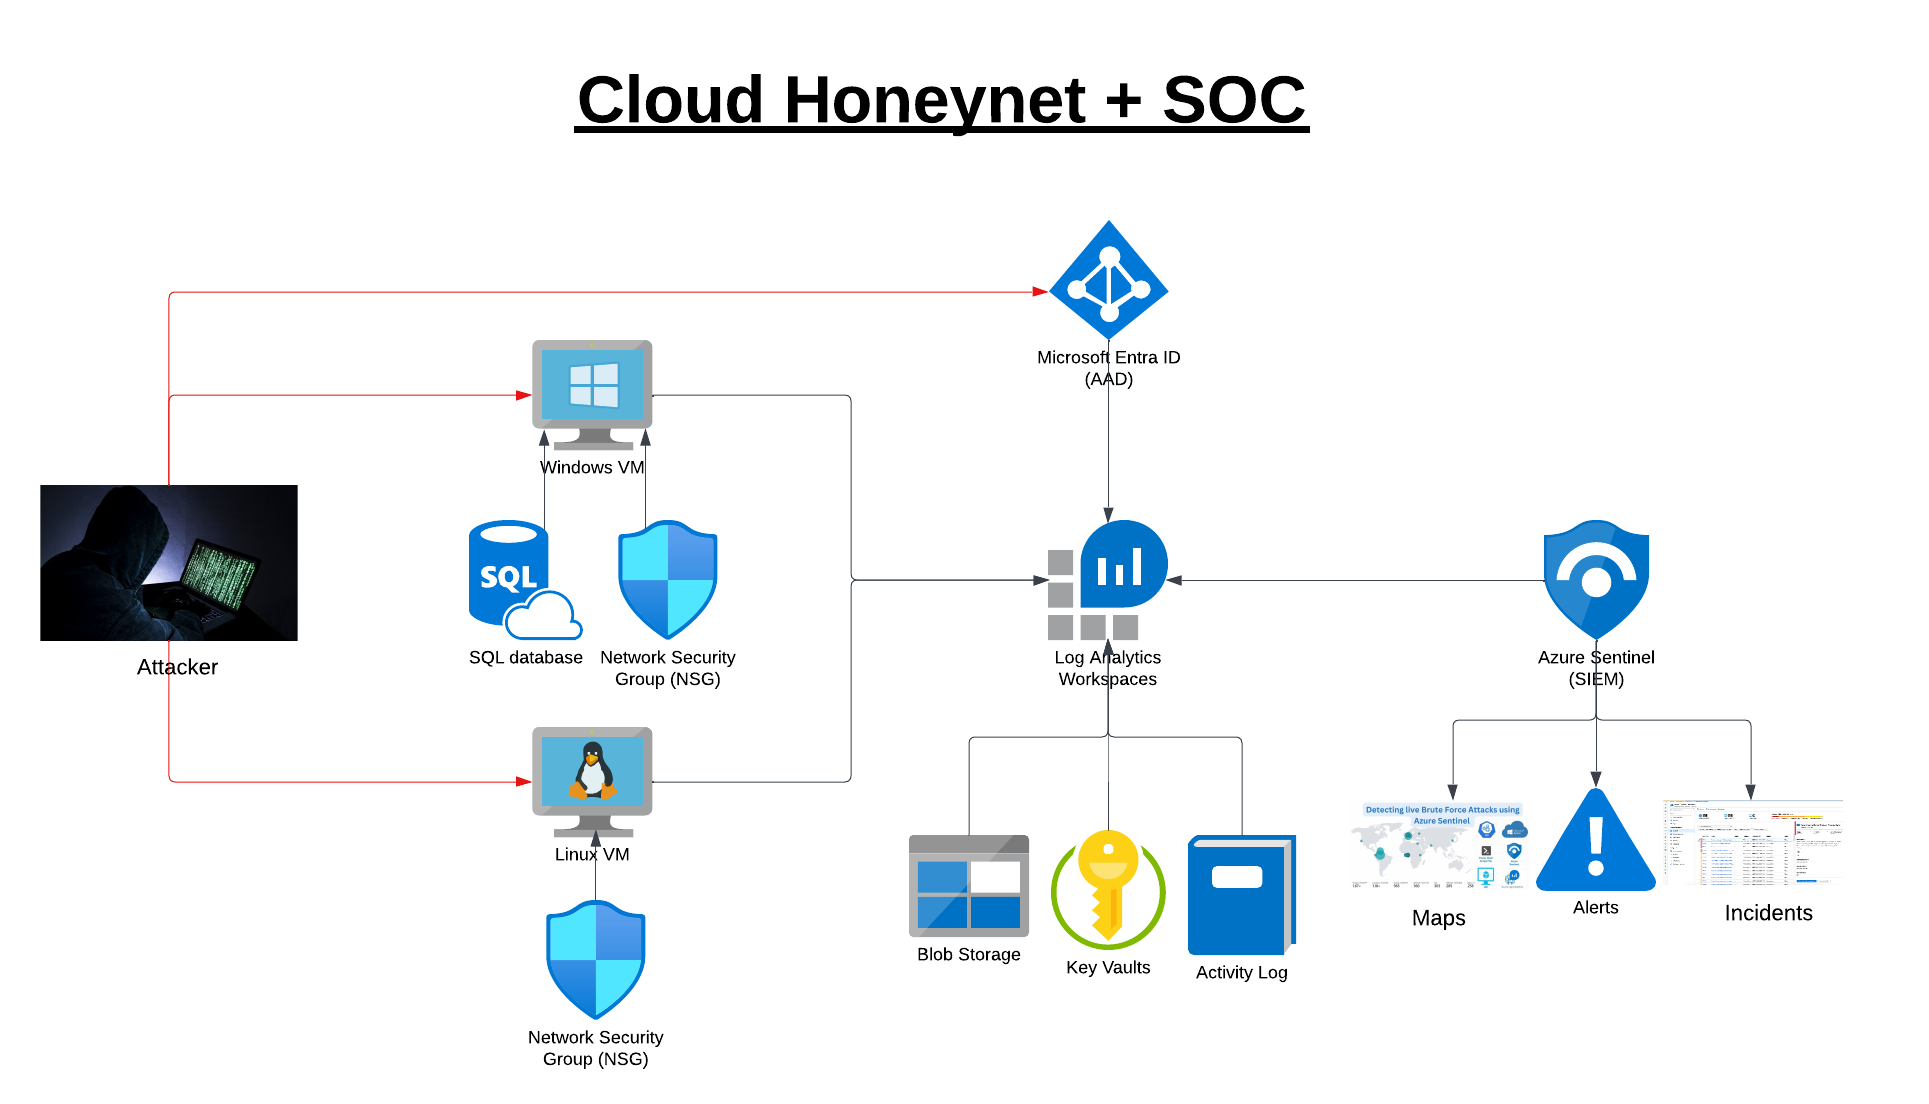 Cloud Honeynet + SOC
Microsoft Entra ID
(AAD)
Windows VM
SQL
SQL database
Network Security
Group (NSG)
Attacker
Log Analytics
Workspaces
Azure Sentinel
(SIEM)
Linux VM
Network Security
Group (NSG)
Blob Storage
Key Vaults
Activity Log
Detecting live Brute Force Attacks using
Azure Sentinel
Maps
Alerts
Incidents